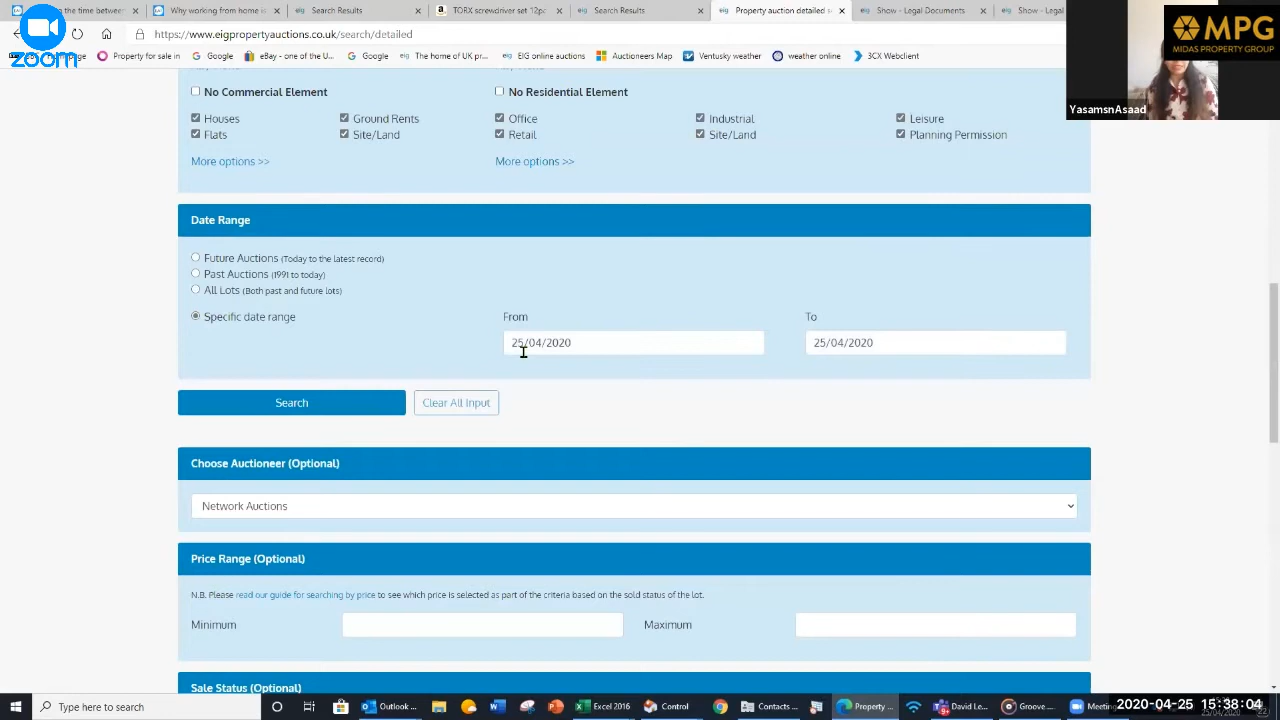 zoom
auction detailed s
Why working from home is
Search Results
TORX screwdriver set 12pc
Search Results
Property auction detailed s
Show - Legal Documents
Show - Legal
https://www.eigpropertyauctions.co.uk/search/detailed
Property for sale in
Google
eBay - one of the U...
Google
The home of UK Pro...
EIG online auctions
Auctioneers Map
Ventusky weather
weather online
3CX Webclient
MPG
MIDAS PROPERTY GROUP
YasamsnAsaad
No Commercial Element
No Residential Element
Houses
Ground Rents
Office
Industrial
Leisure
Flats
Site/Land
Retail
Site/Land
Planning Permission
More options >>
More options >>
Date Range
Future Auctions (Today to the latest record)
Past Auctions (1991 to today)
All Lots (Both past and future lots)
Specific date range
From
To
25/04/2020
25/04/2020
Search
Clear All Input
Choose Auctioneer (Optional)
Network Auctions
Price Range (Optional)
N.B. Please read our guide for searching by price to see which price is selected as part of the criteria based on the sold status of the lot.
Minimum
Maximum
Sale Status (Optional)
Type here to search
Outlook ...
Excel 2016
Control
Contacts ...
Property ...
David Le...
Groove ...
Meeting
2020-04-25 15:38:04